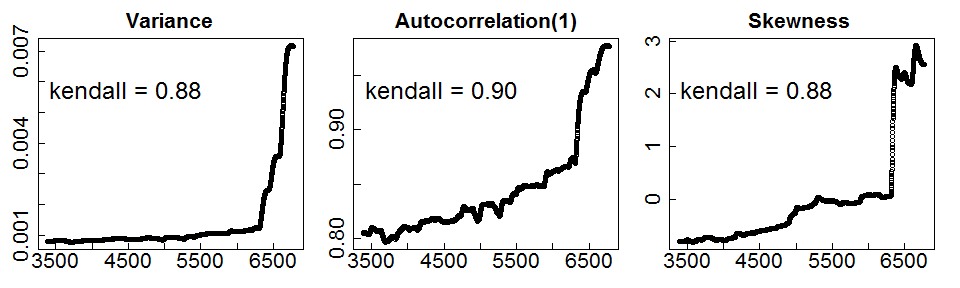 Variance
0.007
0.004
0.001
kendall = 0.88
3500 4500 5500 6500
Autocorrelation(1)
0.90
0.80
kendall = 0.90
3500 4500 5500 6500
Skewness
3
2
1
0
kendall = 0.88
3500 4500 5500 6500